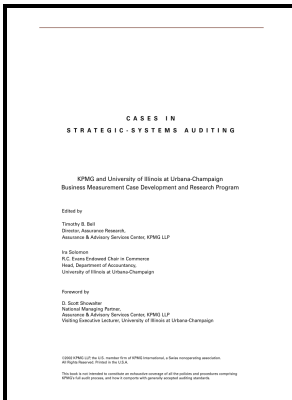 CASES IN
STRATEGIC-SYSTEMS AUDITING
KPMG and University of Illinois at Urbana-Champaign
Business Measurement Case Development and Research Program
Edited by
Timothy B. Bell
Director, Assurance Research,
Assurance & Advisory Services Center, KPMG LLP
Ira Solomon
R.C. Evans Endowed Chair in Commerce
Head, Department of Accountancy,
University of Illinois at Urbana-Champaign
Foreword by
D. Scott Showalter
National Managing Partner,
Assurance & Advisory Services Center, KPMG LLP
Visiting Executive Lecturer, University of Illinois at Urbana-Champaign
©2002 KPMG LLP, the U.S. member firm of KPMG International, a Swiss nonoperating association.
All Rights Reserved. Printed in the U.S.A.
This book is not intended to constitute an exhaustive coverage of all the policies and procedures comprising
KPMG's full audit process, and how it comports with generally accepted auditing standards.